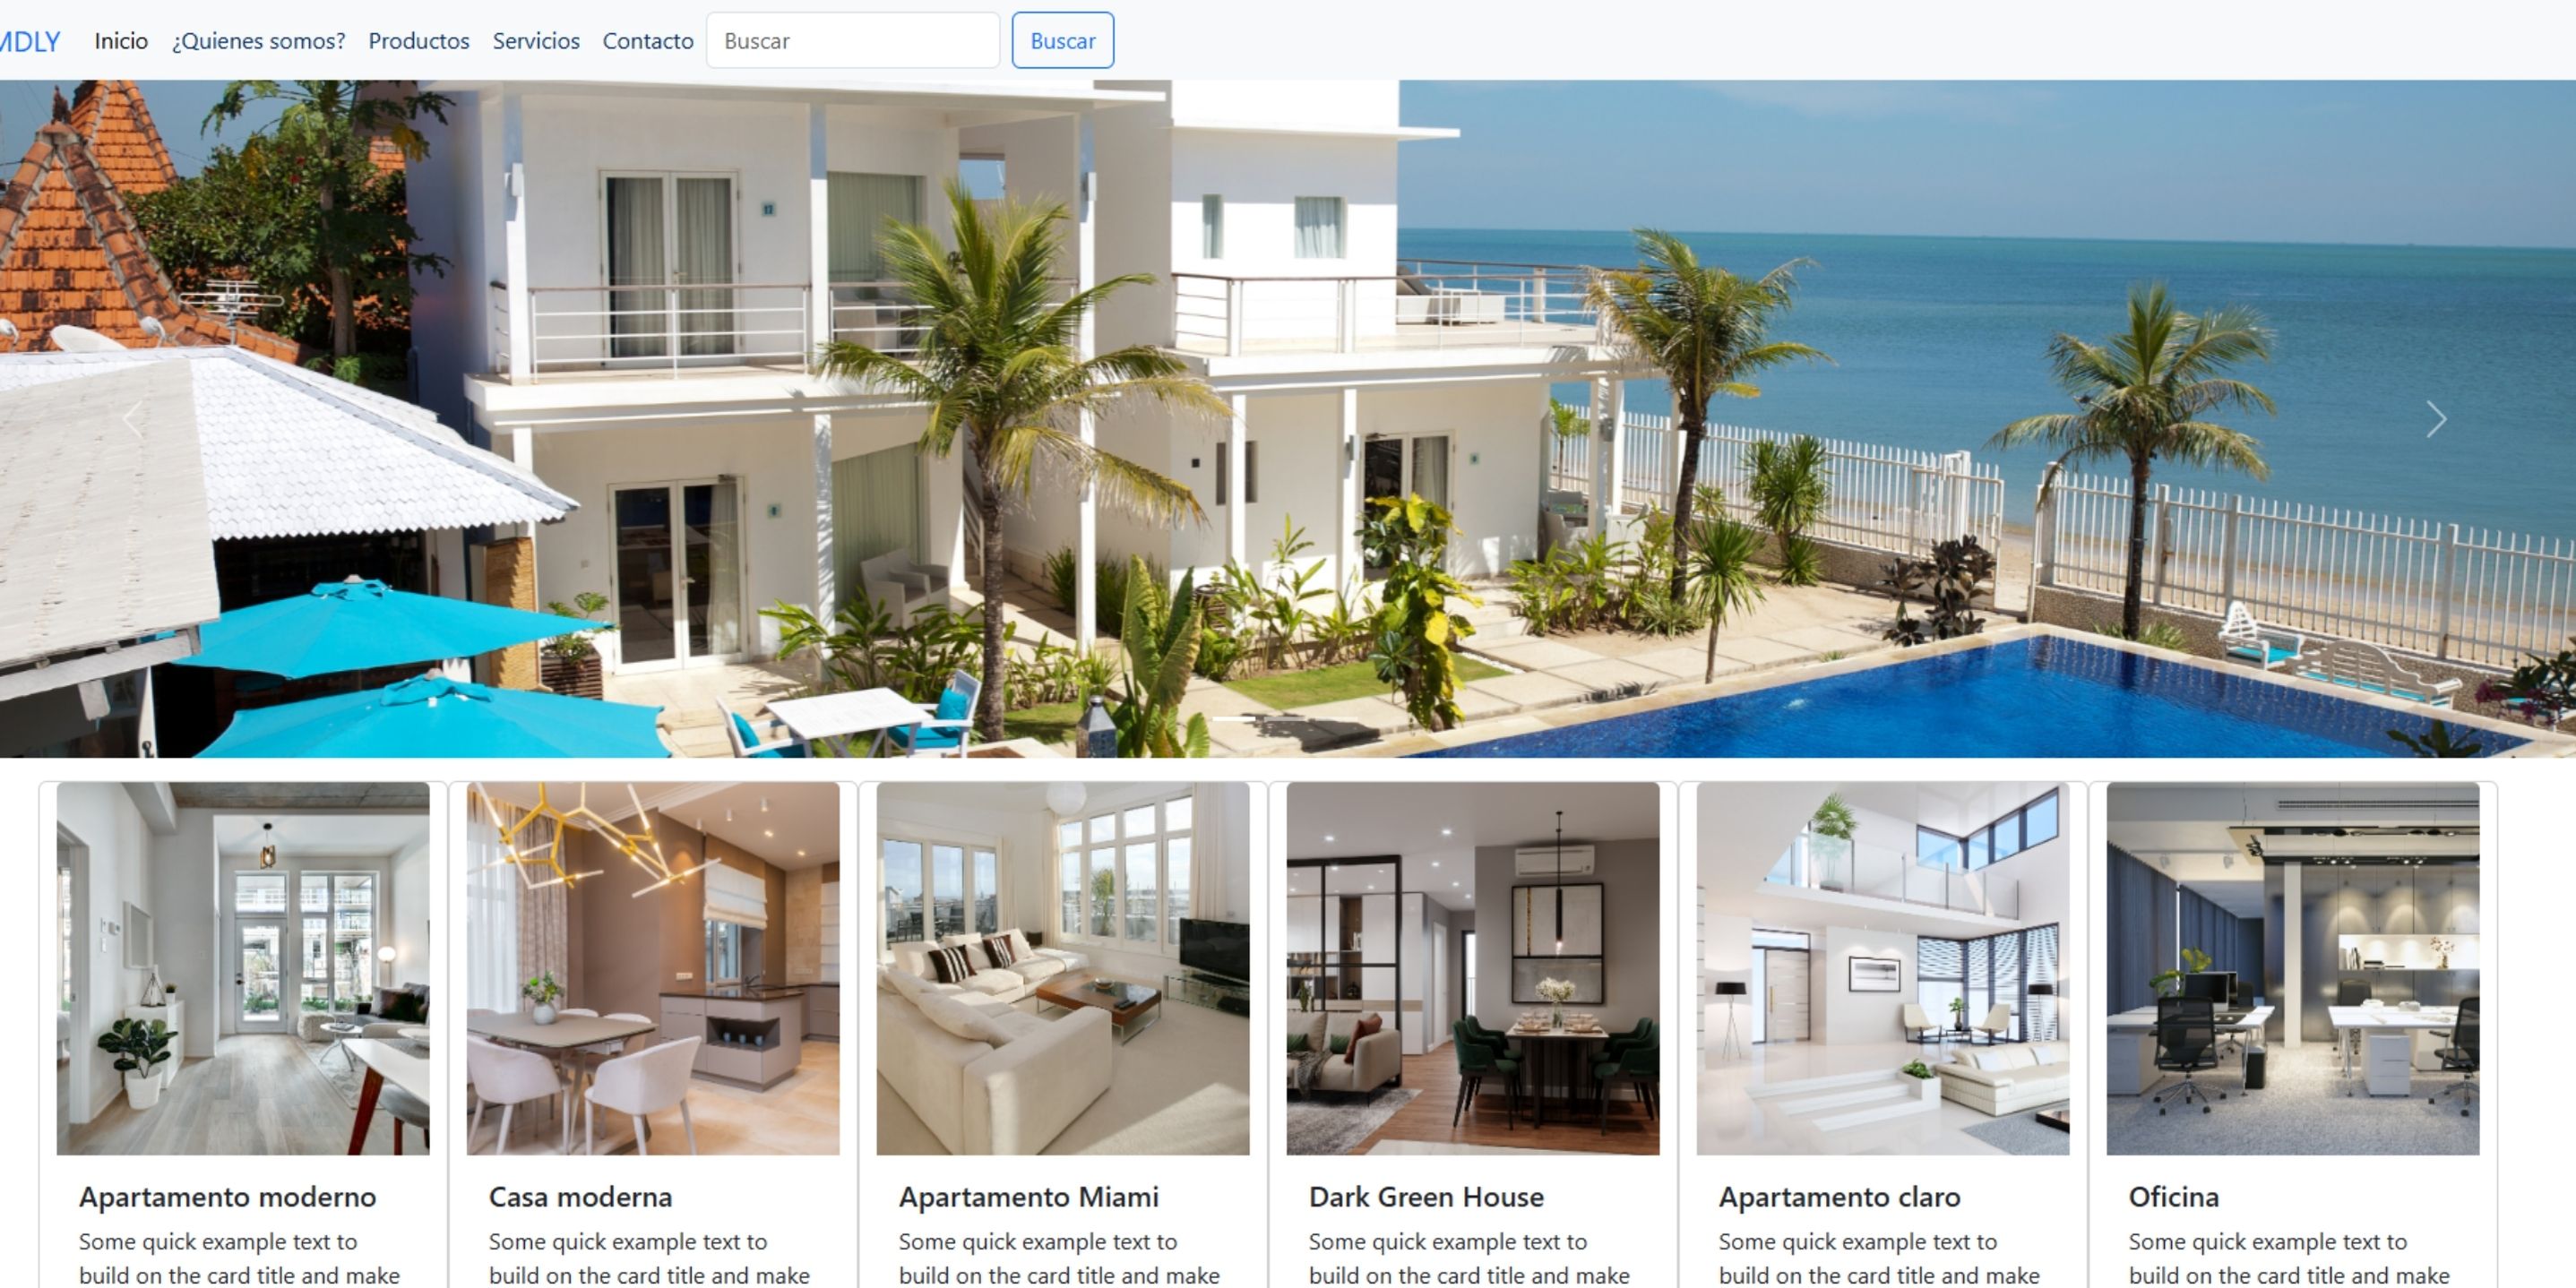 MDLY Inicio ¿Quienes somos? Productos Servicios Contacto Buscar Buscar
Apartamento moderno
Some quick example text to
build on the card title and make
Casa moderna
Some quick example text to
build on the card title and make
Apartamento Miami
Some quick example text to
build on the card title and make
Dark Green House
Some quick example text to
build on the card title and make
Apartamento claro
Some quick example text to
build on the card title and make
Oficina
Some quick example text to
build on the card title and make